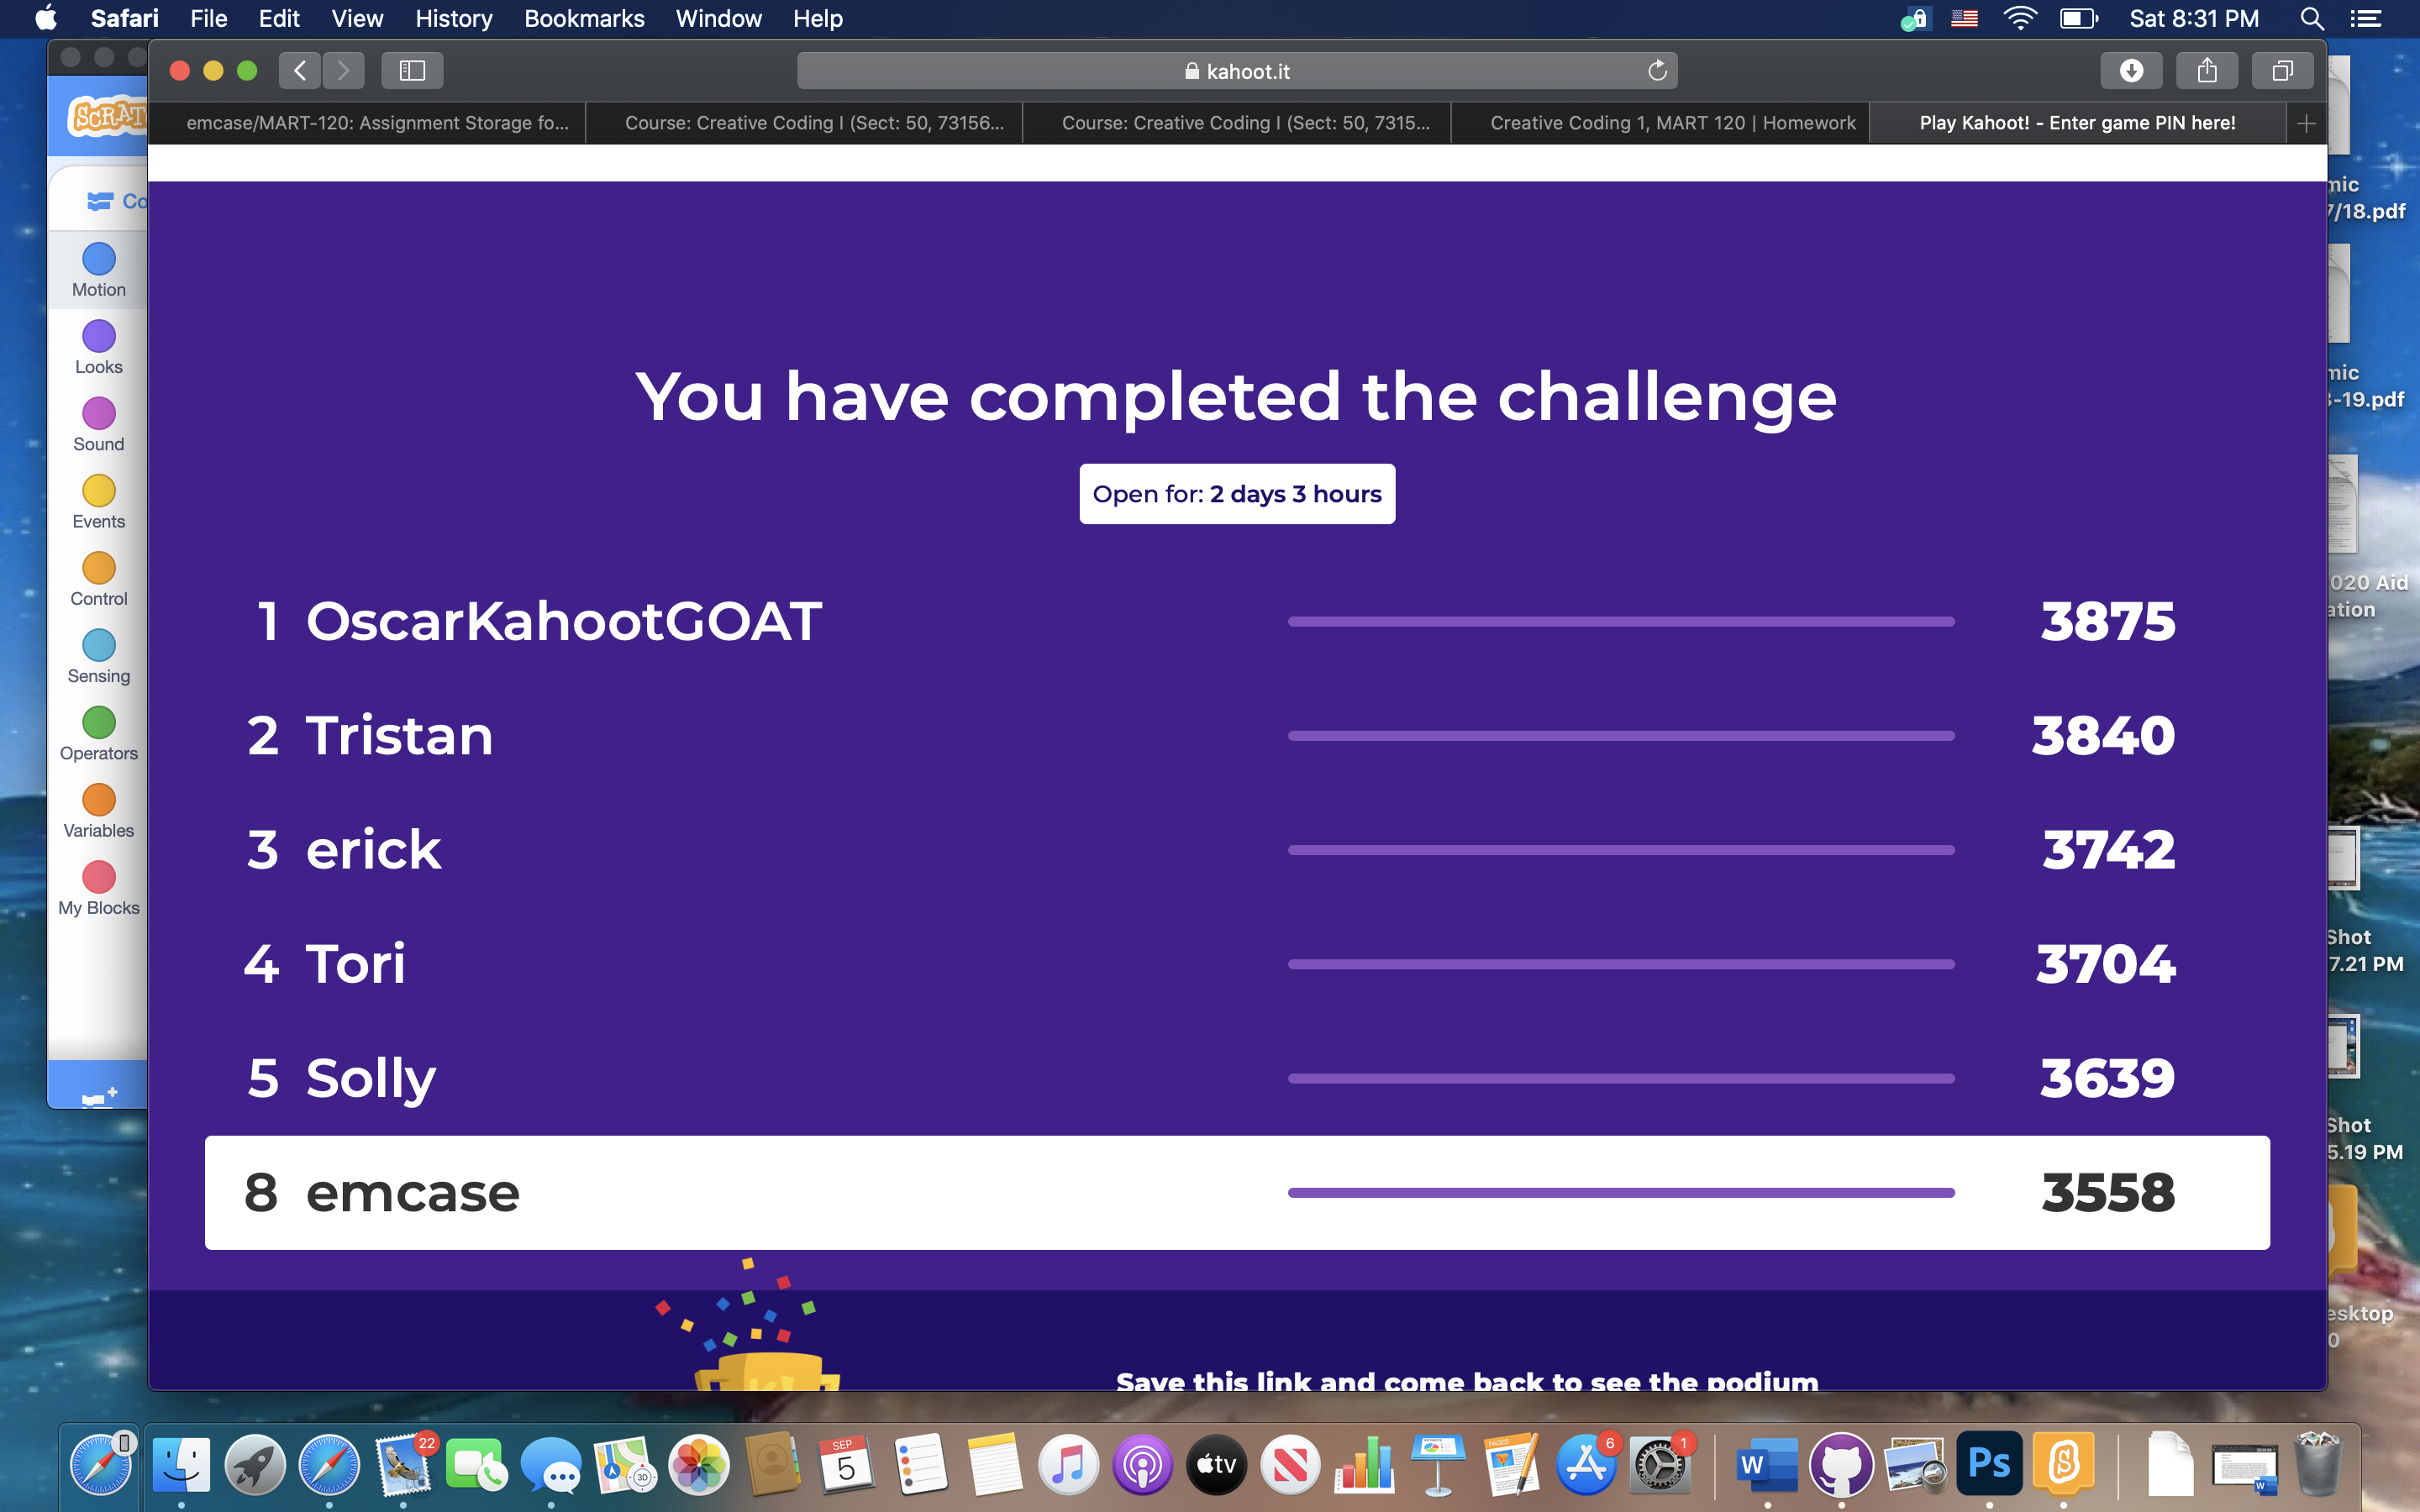 Safari File Edit View History Bookmarks Window Help Sat 8:31 PM
kahoot.it
emcase/MART-120: Assignment Storage fo... Course: Creative Coding I (Sect: 50, 73156... Course: Creative Coding I (Sect: 50, 7315... Creative Coding 1, MART 120 | Homework Play Kahoot! - Enter game PIN here!
SCRAT
Co
Motion
Looks
Sound
Events
Control
Sensing
Operators
Variables
My Blocks
You have completed the challenge
Open for: 2 days 3 hours
1 OscarKahootGOAT 3875
2 Tristan 3840
3 erick 3742
4 Tori 3704
5 Solly 3639
8 emcase 3558
Save this link and come back to see the podium
mic
7/18.pdf
mic
-19.pdf
020 Aid
ation
Shot
7.21 PM
Shot
5.19 PM
esktop
0
22
3D
SEP
5
tv
PAGES
6
1
W
Ps
S
W